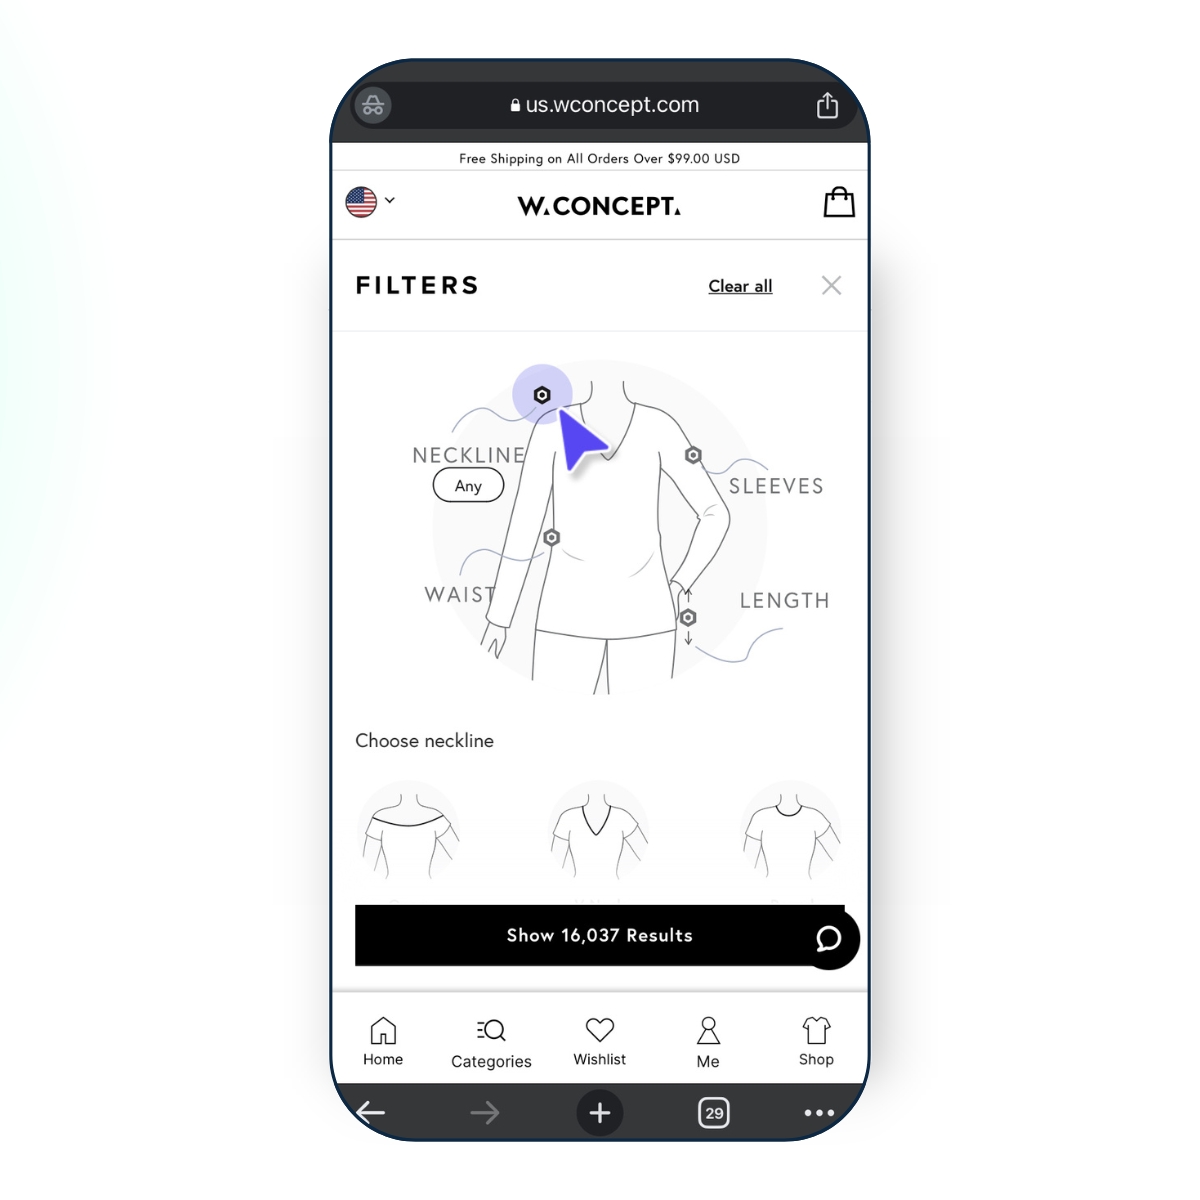 us.wconcept.com
Free Shipping on All Orders Over $99.00 USD
W.CONCEPT.
FILTERS
Clear all
NECKLINE
Any
SLEEVES
WAIST
LENGTH
Choose neckline
Show 16,037 Results
Home
Categories
Wishlist
Me
Shop
29